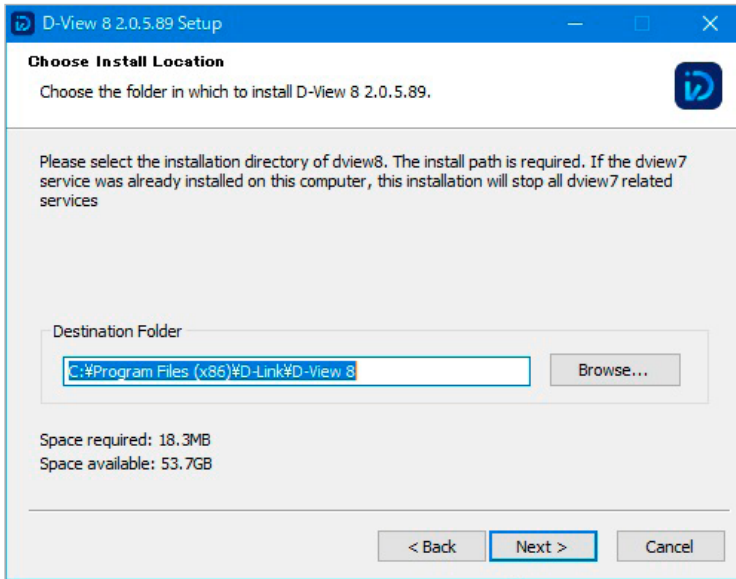 D-View 8 2.0.5.89 Setup
Choose Install Location
Choose the folder in which to install D-View 8 2.0.5.89.
Please select the installation directory of dview8. The install path is required. If the dview7
service was already installed on this computer, this installation will stop all dview7 related
services
Destination Folder
C:¥Program Files (x86)¥D-Link¥D-View 8
Browse...
Space required: 18.3MB
Space available: 53.7GB
< Back
Next >
Cancel